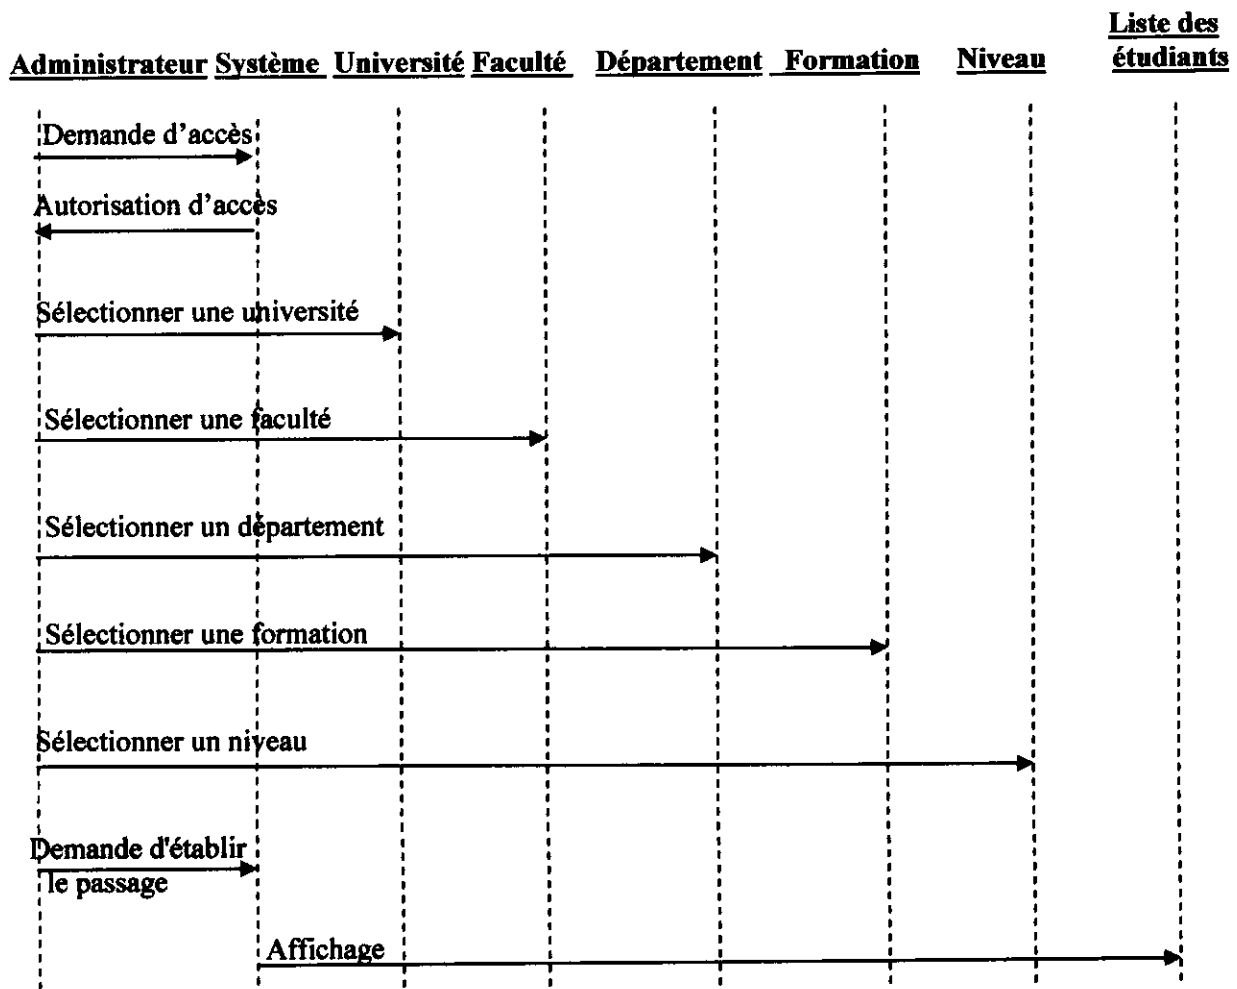 Liste des
étudiants
Administrateur Système Université Faculté Département Formation Niveau
Demande d'accès
Autorisation d'accès
Sélectionner une université
Sélectionner une faculté
Sélectionner un département
Sélectionner une formation
Sélectionner un niveau
Demande d'établir
le passage
Affichage